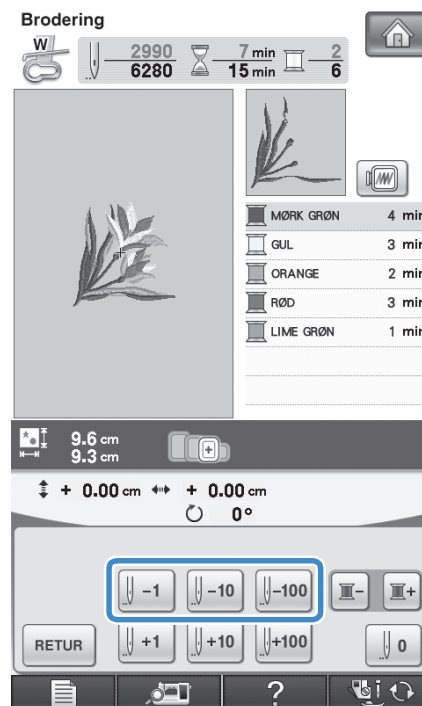 Brodering
W
2990 7 min 2
6280 15 min 6
MØRK GRØN 4 min
GUL 3 min
ORANGE 2 min
RØD 3 min
LIME GRØN 1 min
9.6 cm
9.3 cm
+ 0.00 cm + 0.00 cm
0°
-1 -10 -100 - +
RETUR +1 +10 +100 0
?